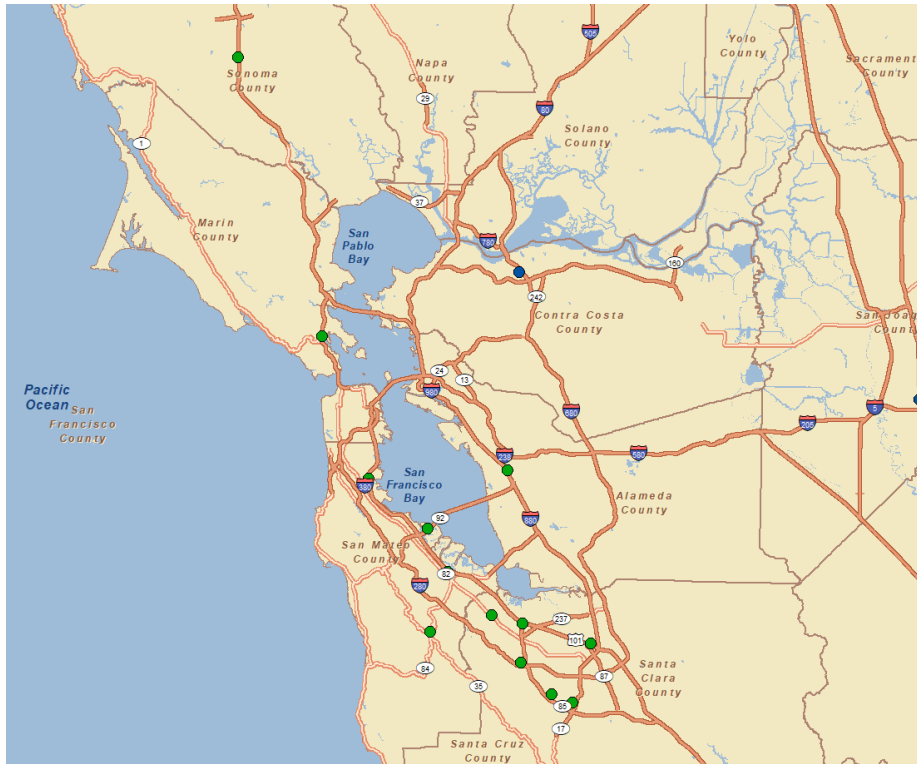 505
Yolo
County
Sacramento
County
Sonoma
County
Napa
County
29
80
Solano
County
1
37
Marin
County
San
Pablo
Bay
780
160
242
Contra Costa
County
San Joaq
County
24
13
980
Pacific
Ocean
San
Francisco
County
680
5
205
238
580
San
Francisco
Bay
380
Alameda
County
92
880
San Mateo
County
82
280
237
101
Santa
Clara
County
84
87
35
85
17
Santa Cruz
County